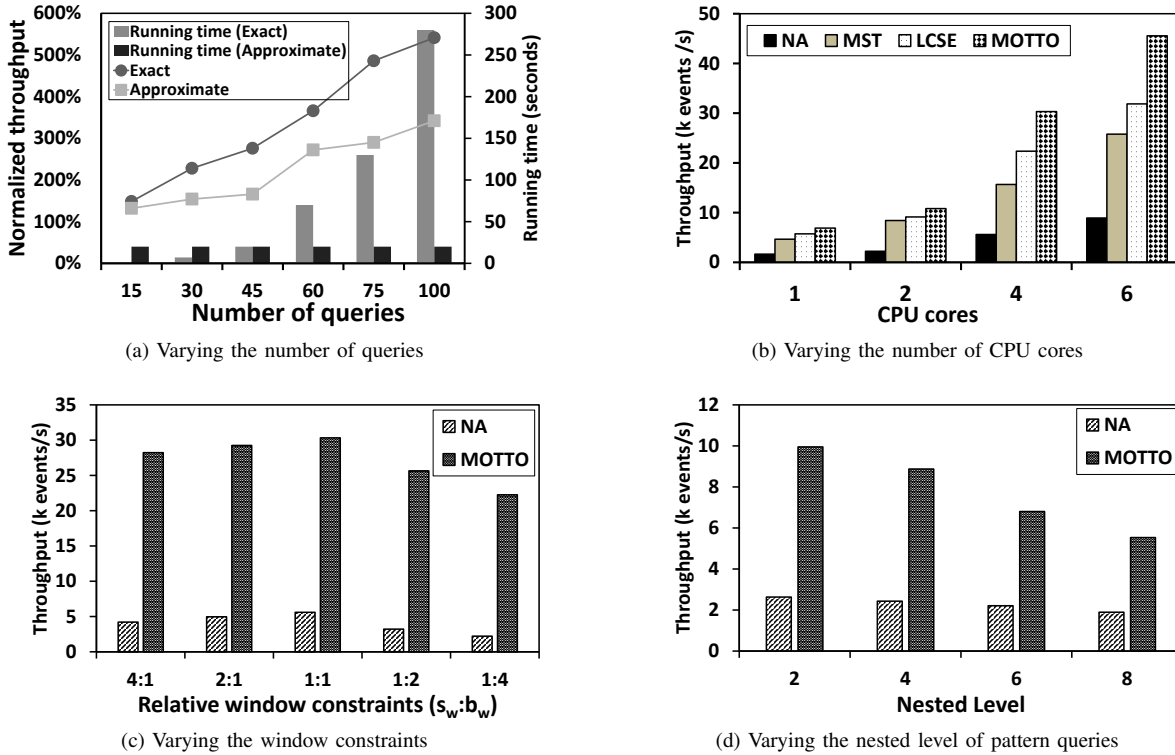 600%
500%
400%
300%
200%
100%
0%
Normalized throughput
Running time (Exact)
Running time (Approximate)
Exact
Approximate
300
250
200
150
100
50
0
Running time (seconds)
15 30 45 60 75 100
Number of queries
(a) Varying the number of queries
50
40
30
20
10
0
Throughput (k events /s)
NA MST LCSE MOTTO
1 2 4 6
CPU cores
(b) Varying the number of CPU cores
35
30
25
20
15
10
5
0
Throughput (k events/s)
NA
MOTTO
4:1 2:1 1:1 1:2 1:4
Relative window constraints (s_w:b_w)
(c) Varying the window constraints
12
10
8
6
4
2
0
Throughput (k events/s)
NA
MOTTO
2 4 6 8
Nested Level
(d) Varying the nested level of pattern queries